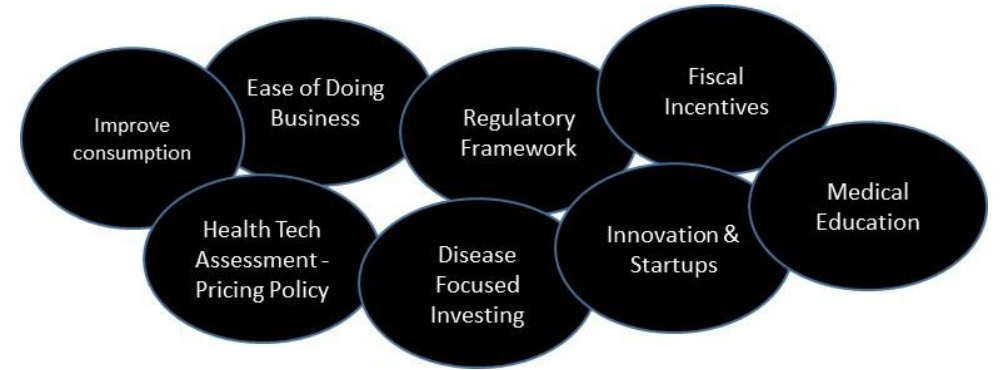 Improve
consumption
Ease of Doing
Business
Regulatory
Framework
Fiscal
Incentives
Medical
Education
Health Tech
Assessment -
Pricing Policy
Disease
Focused
Investing
Innovation &
Startups